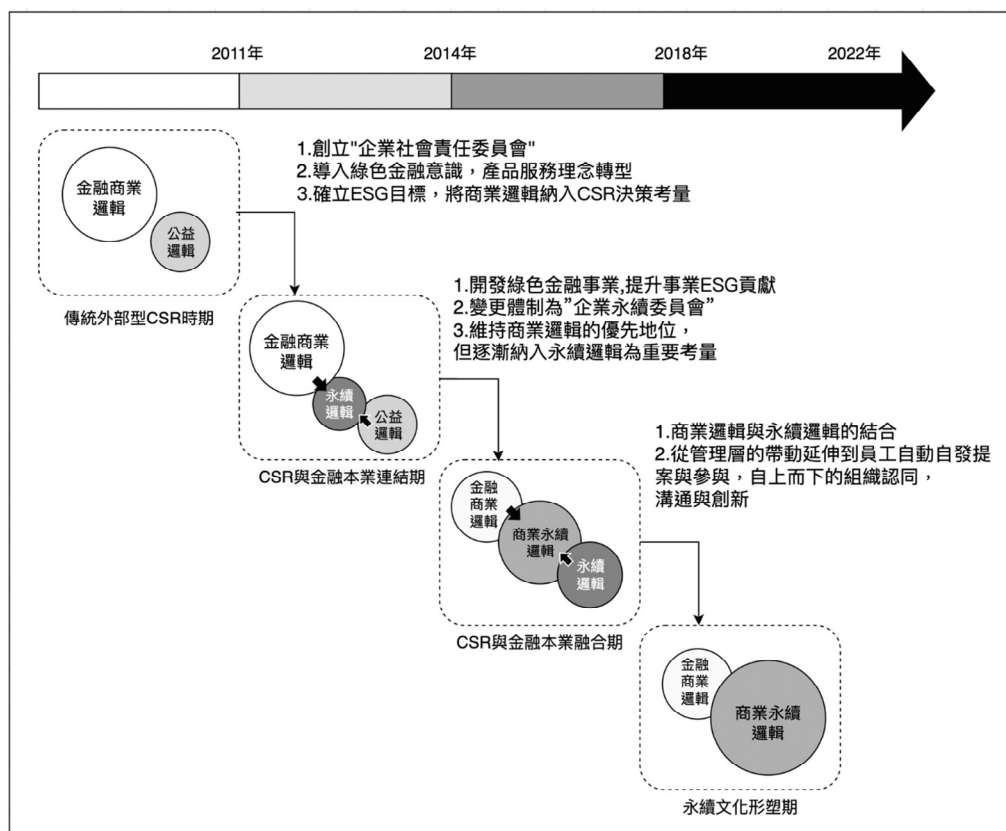 2011年
2014年
2018年
2022年
1.創立"企業社會責任委員會"
2.導入綠色金融意識，產品服務理念轉型
3.確立ESG目標，將商業邏輯納入CSR決策考量
金融商業
邏輯
公益
邏輯
傳統外部型CSR時期
1.開發綠色金融事業,提升事業ESG貢獻
2.變更體制為”企業永續委員會”
3.維持商業邏輯的優先地位，
但逐漸納入永續邏輯為重要考量
金融商業
邏輯
永續
邏輯
公益
邏輯
CSR與金融本業連結期
1.商業邏輯與永續邏輯的結合
2.從管理層的帶動延伸到員工自動自發提
案與參與，自上而下的組織認同，
溝通與創新
金融
商業
邏輯
商業永續
邏輯
永續
邏輯
CSR與金融本業融合期
金融
商業
邏輯
商業永續
邏輯
永續文化形塑期